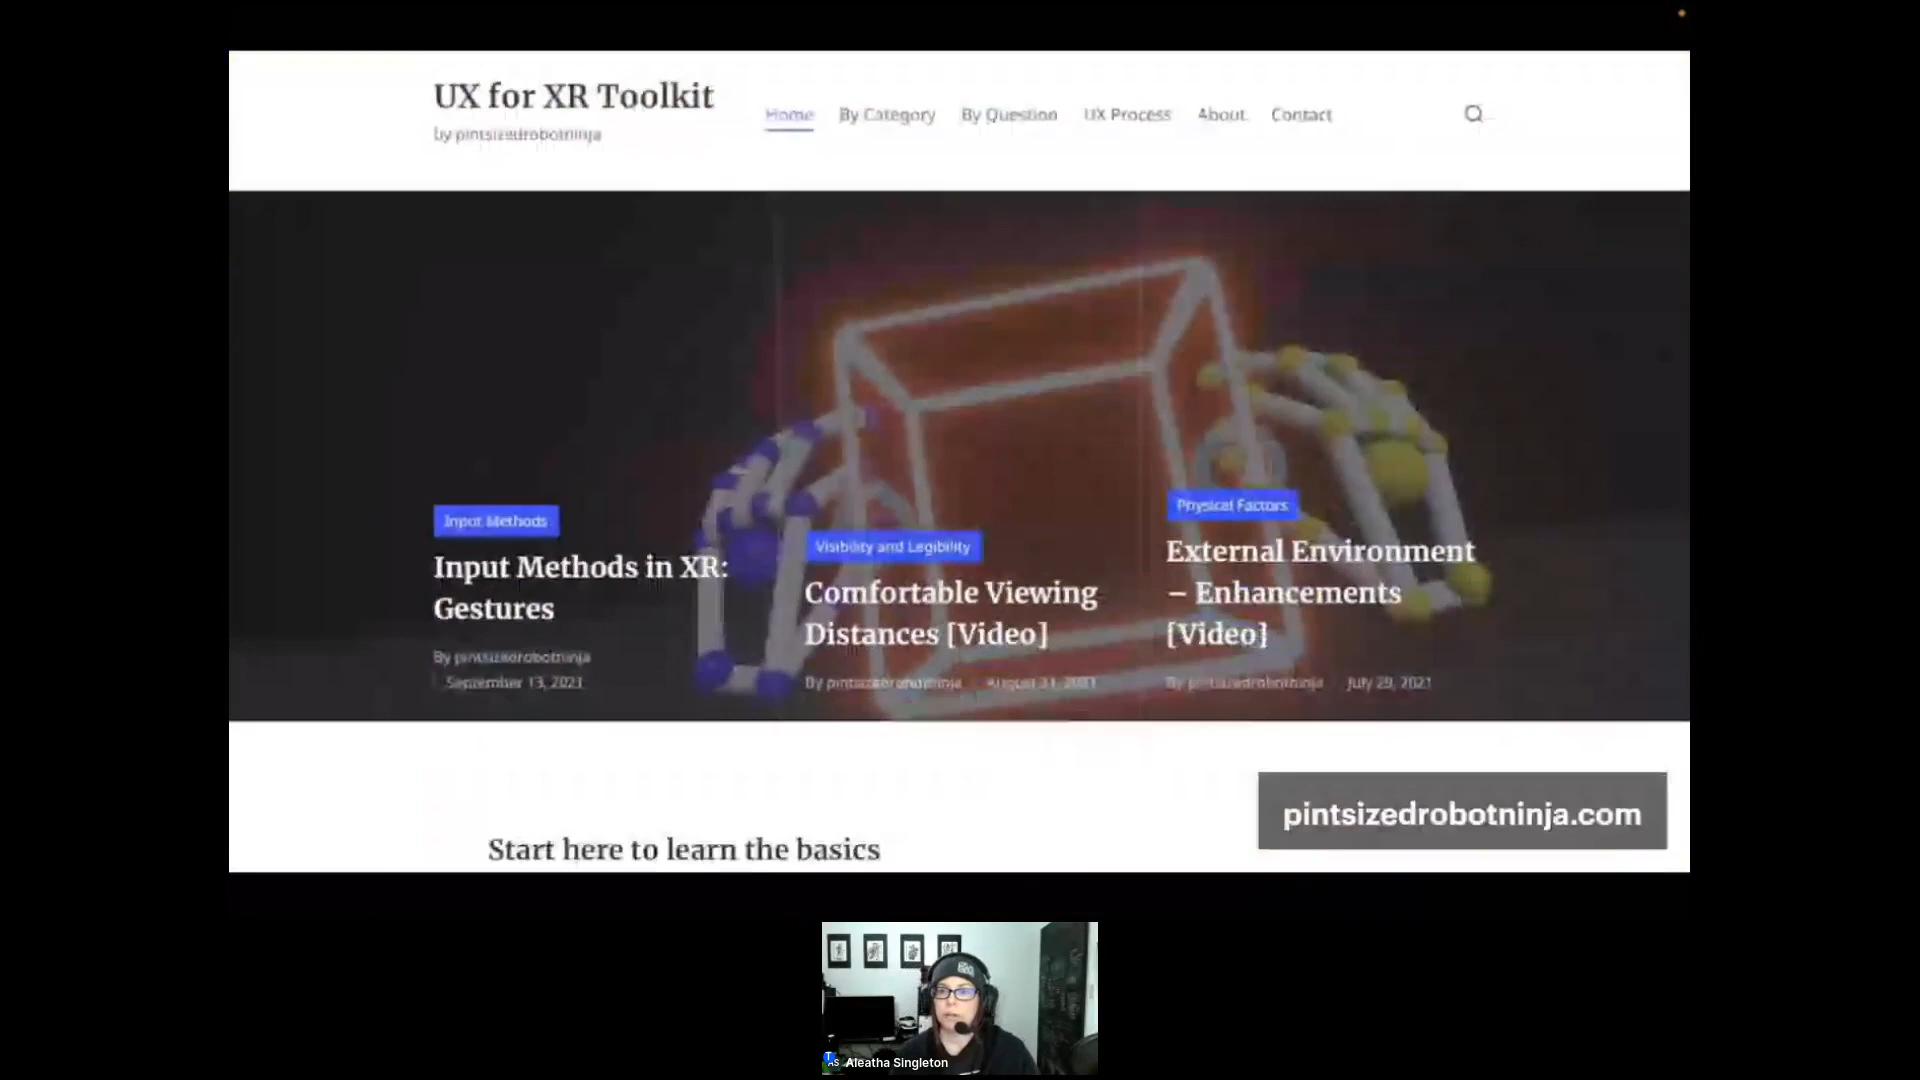 UX for XR Toolkit
by pintsizedrobotninja
Home By Category By Question UX Process About Contact
Input Methods
Input Methods in XR:
Gestures
By pintsizedrobotninja
September 13, 2021
Visibility and Legibility
Comfortable Viewing
Distances [Video]
By pintsizedrobotninja August 31, 2021
Physical Factors
External Environment
– Enhancements
[Video]
By pintsizedrobotninja July 29, 2021
Start here to learn the basics
pintsizedrobotninja.com
T
AS
Aleatha Singleton